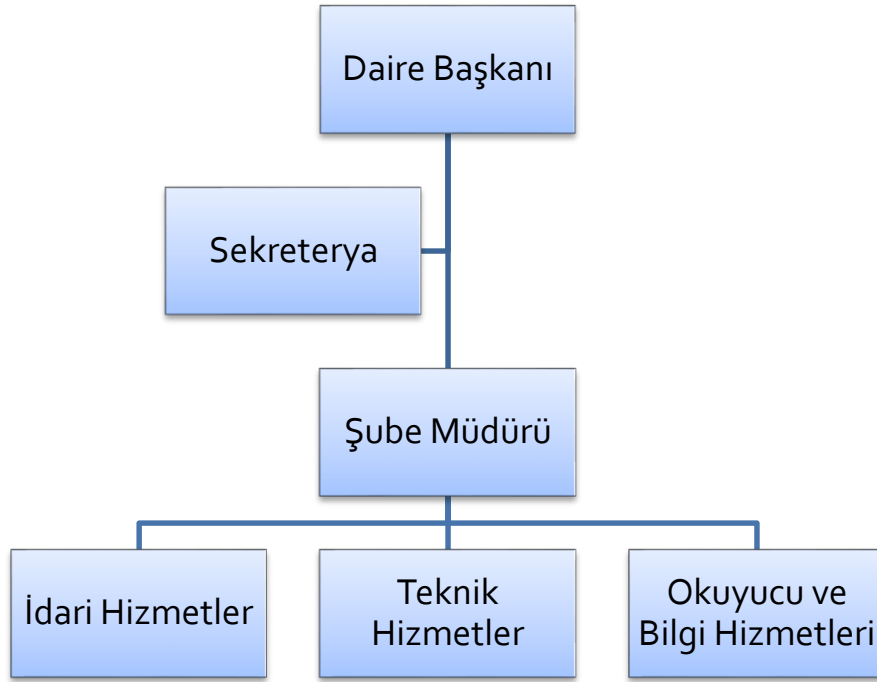 Daire Başkanı
Sekreterya
Şube Müdürü
İdari Hizmetler
Teknik
Hizmetler
Okuyucu ve
Bilgi Hizmetleri